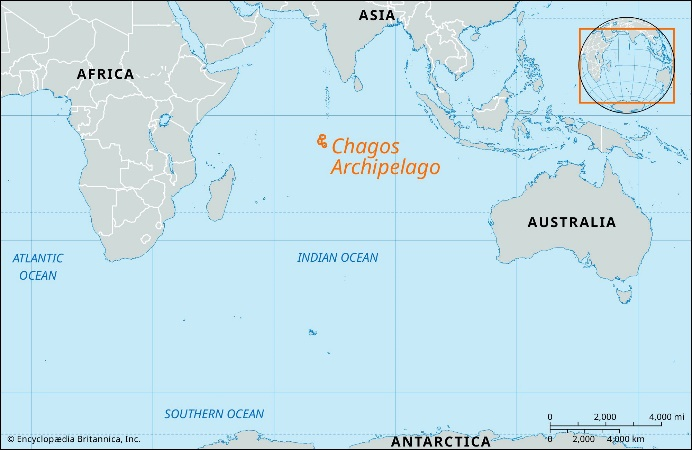 ASIA
AFRICA
Chagos
Archipelago
AUSTRALIA
ATLANTIC
OCEAN
INDIAN OCEAN
SOUTHERN OCEAN
0 2,000 4,000 mi
0 2,000 4,000 km
© Encyclopædia Britannica, Inc.
ANTARCTICA